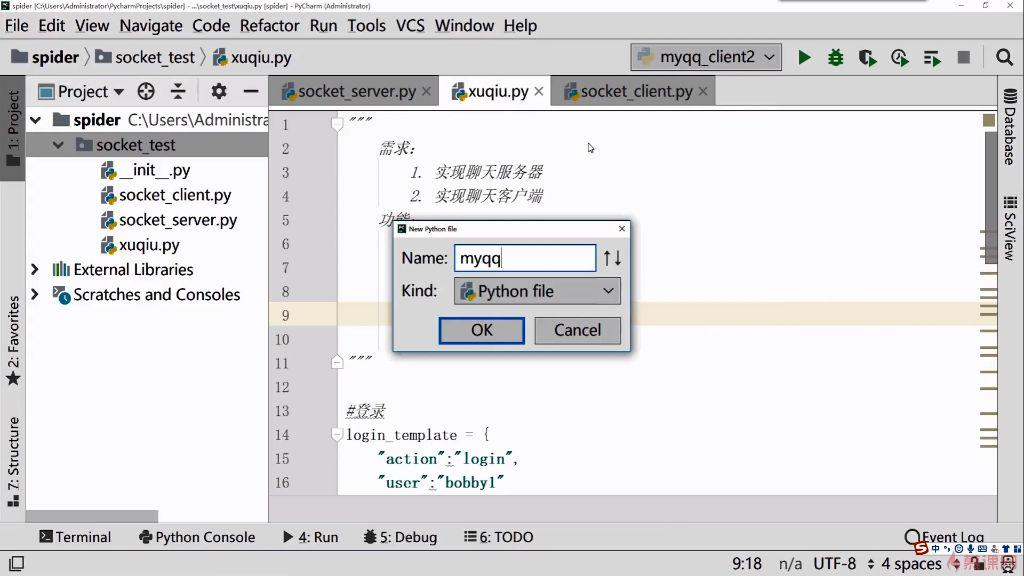 spider [C:\Users\Administrator\PycharmProjects\spider] - ...\socket_test\xuqiu.py [spider] - PyCharm (Administrator)
File Edit View Navigate Code Refactor Run Tools VCS Window Help
spider socket_test xuqiu.py myqq_client2
1: Project
Project
socket_server.py xuqiu.py socket_client.py
spider C:\Users\Administra
socket_test
__init__.py
socket_client.py
socket_server.py
xuqiu.py
External Libraries
Scratches and Consoles
1 """
2 需求:
3 1. 实现聊天服务器
4 2. 实现聊天客户端
5 功能:
6
7
8
9
10
11 """
12
13 #登录
14 login_template = {
15 "action":"login",
16 "user":"bobby1"
New Python file
Name: myqq
Kind: Python file
OK Cancel
Database
SciView
2: Favorites
7: Structure
Terminal Python Console 4: Run 5: Debug 6: TODO Event Log
中
9:18 n/a UTF-8 4 spaces